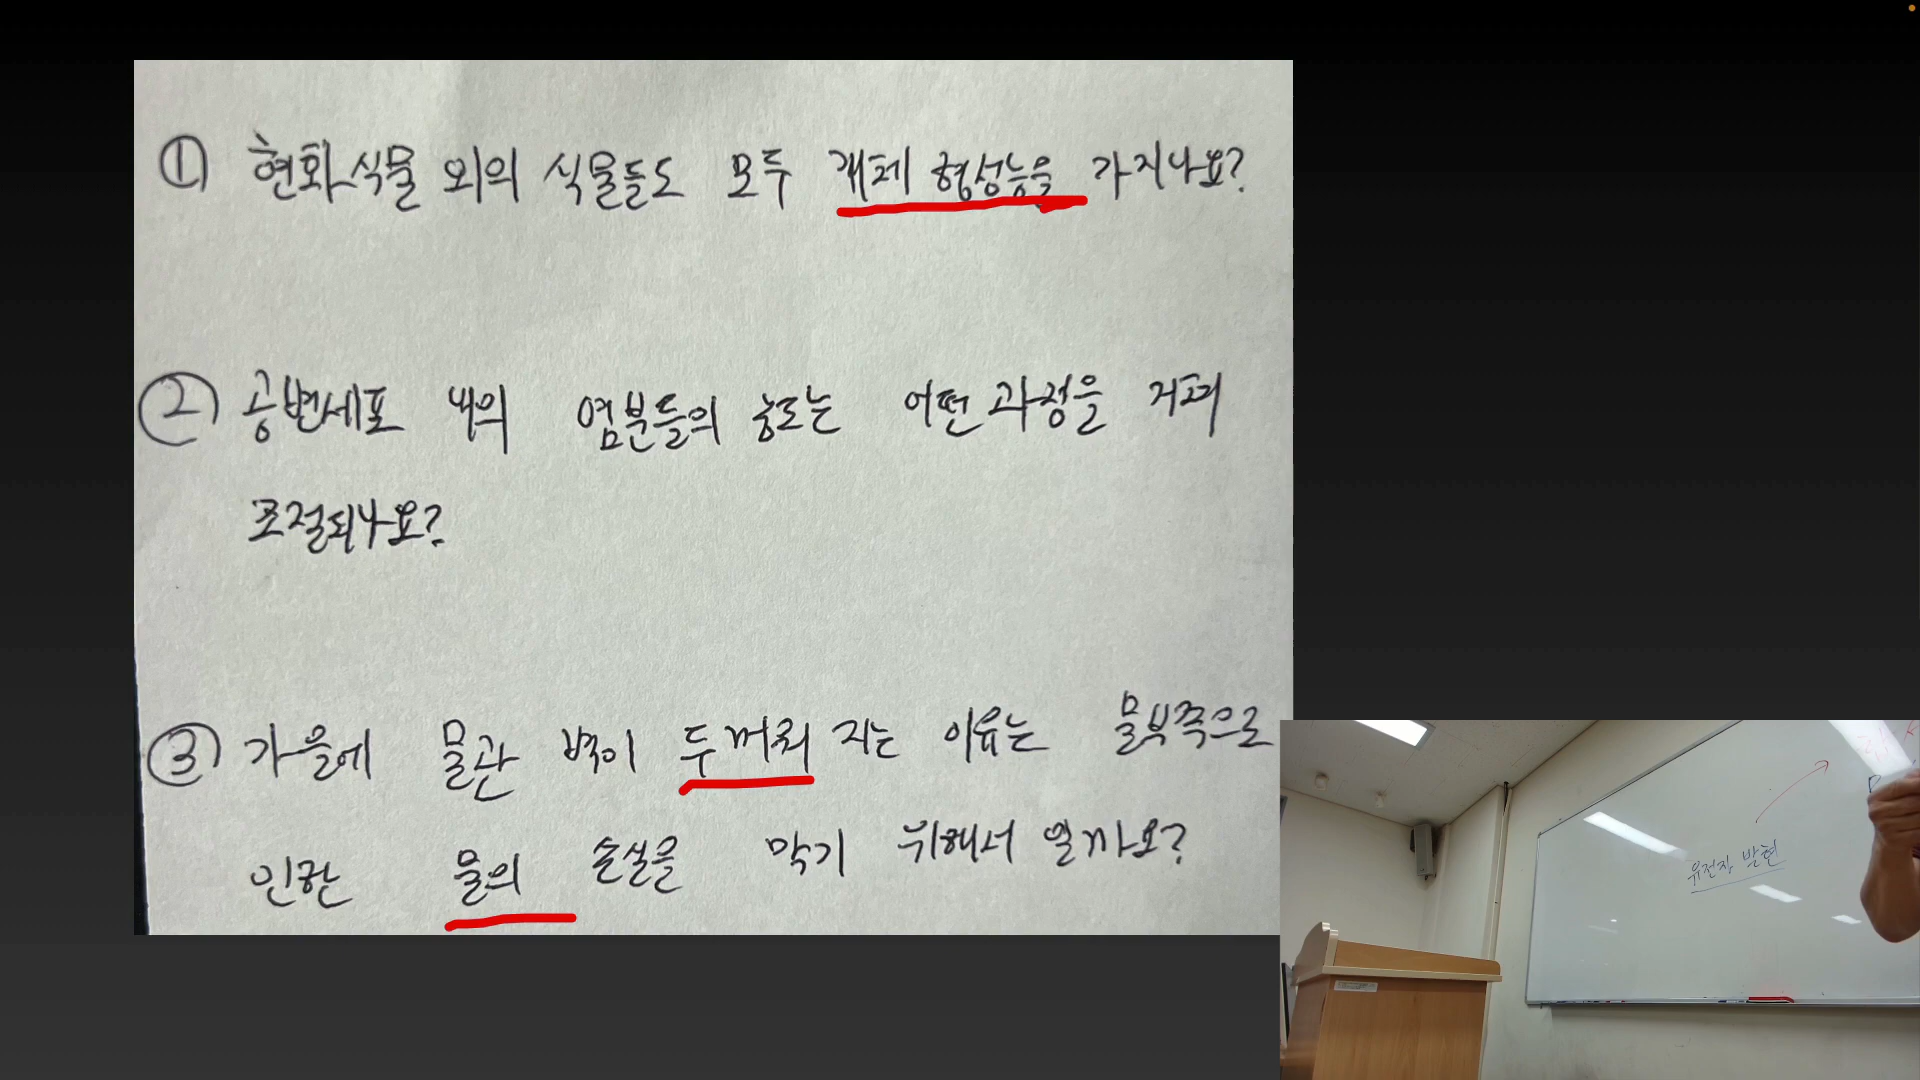 ① 현화식물 외의 식물들도 모두 개체 형성능을 가지나요?
② 공변세포 내의 염분들의 농도는 어떤 과정을 거쳐
조절되나요?
③ 가을에 물관 벽이 두꺼워 지는 이유는 물부족으로
인한 물의 손실을 막기 위해서 일까요?
유전자 발현